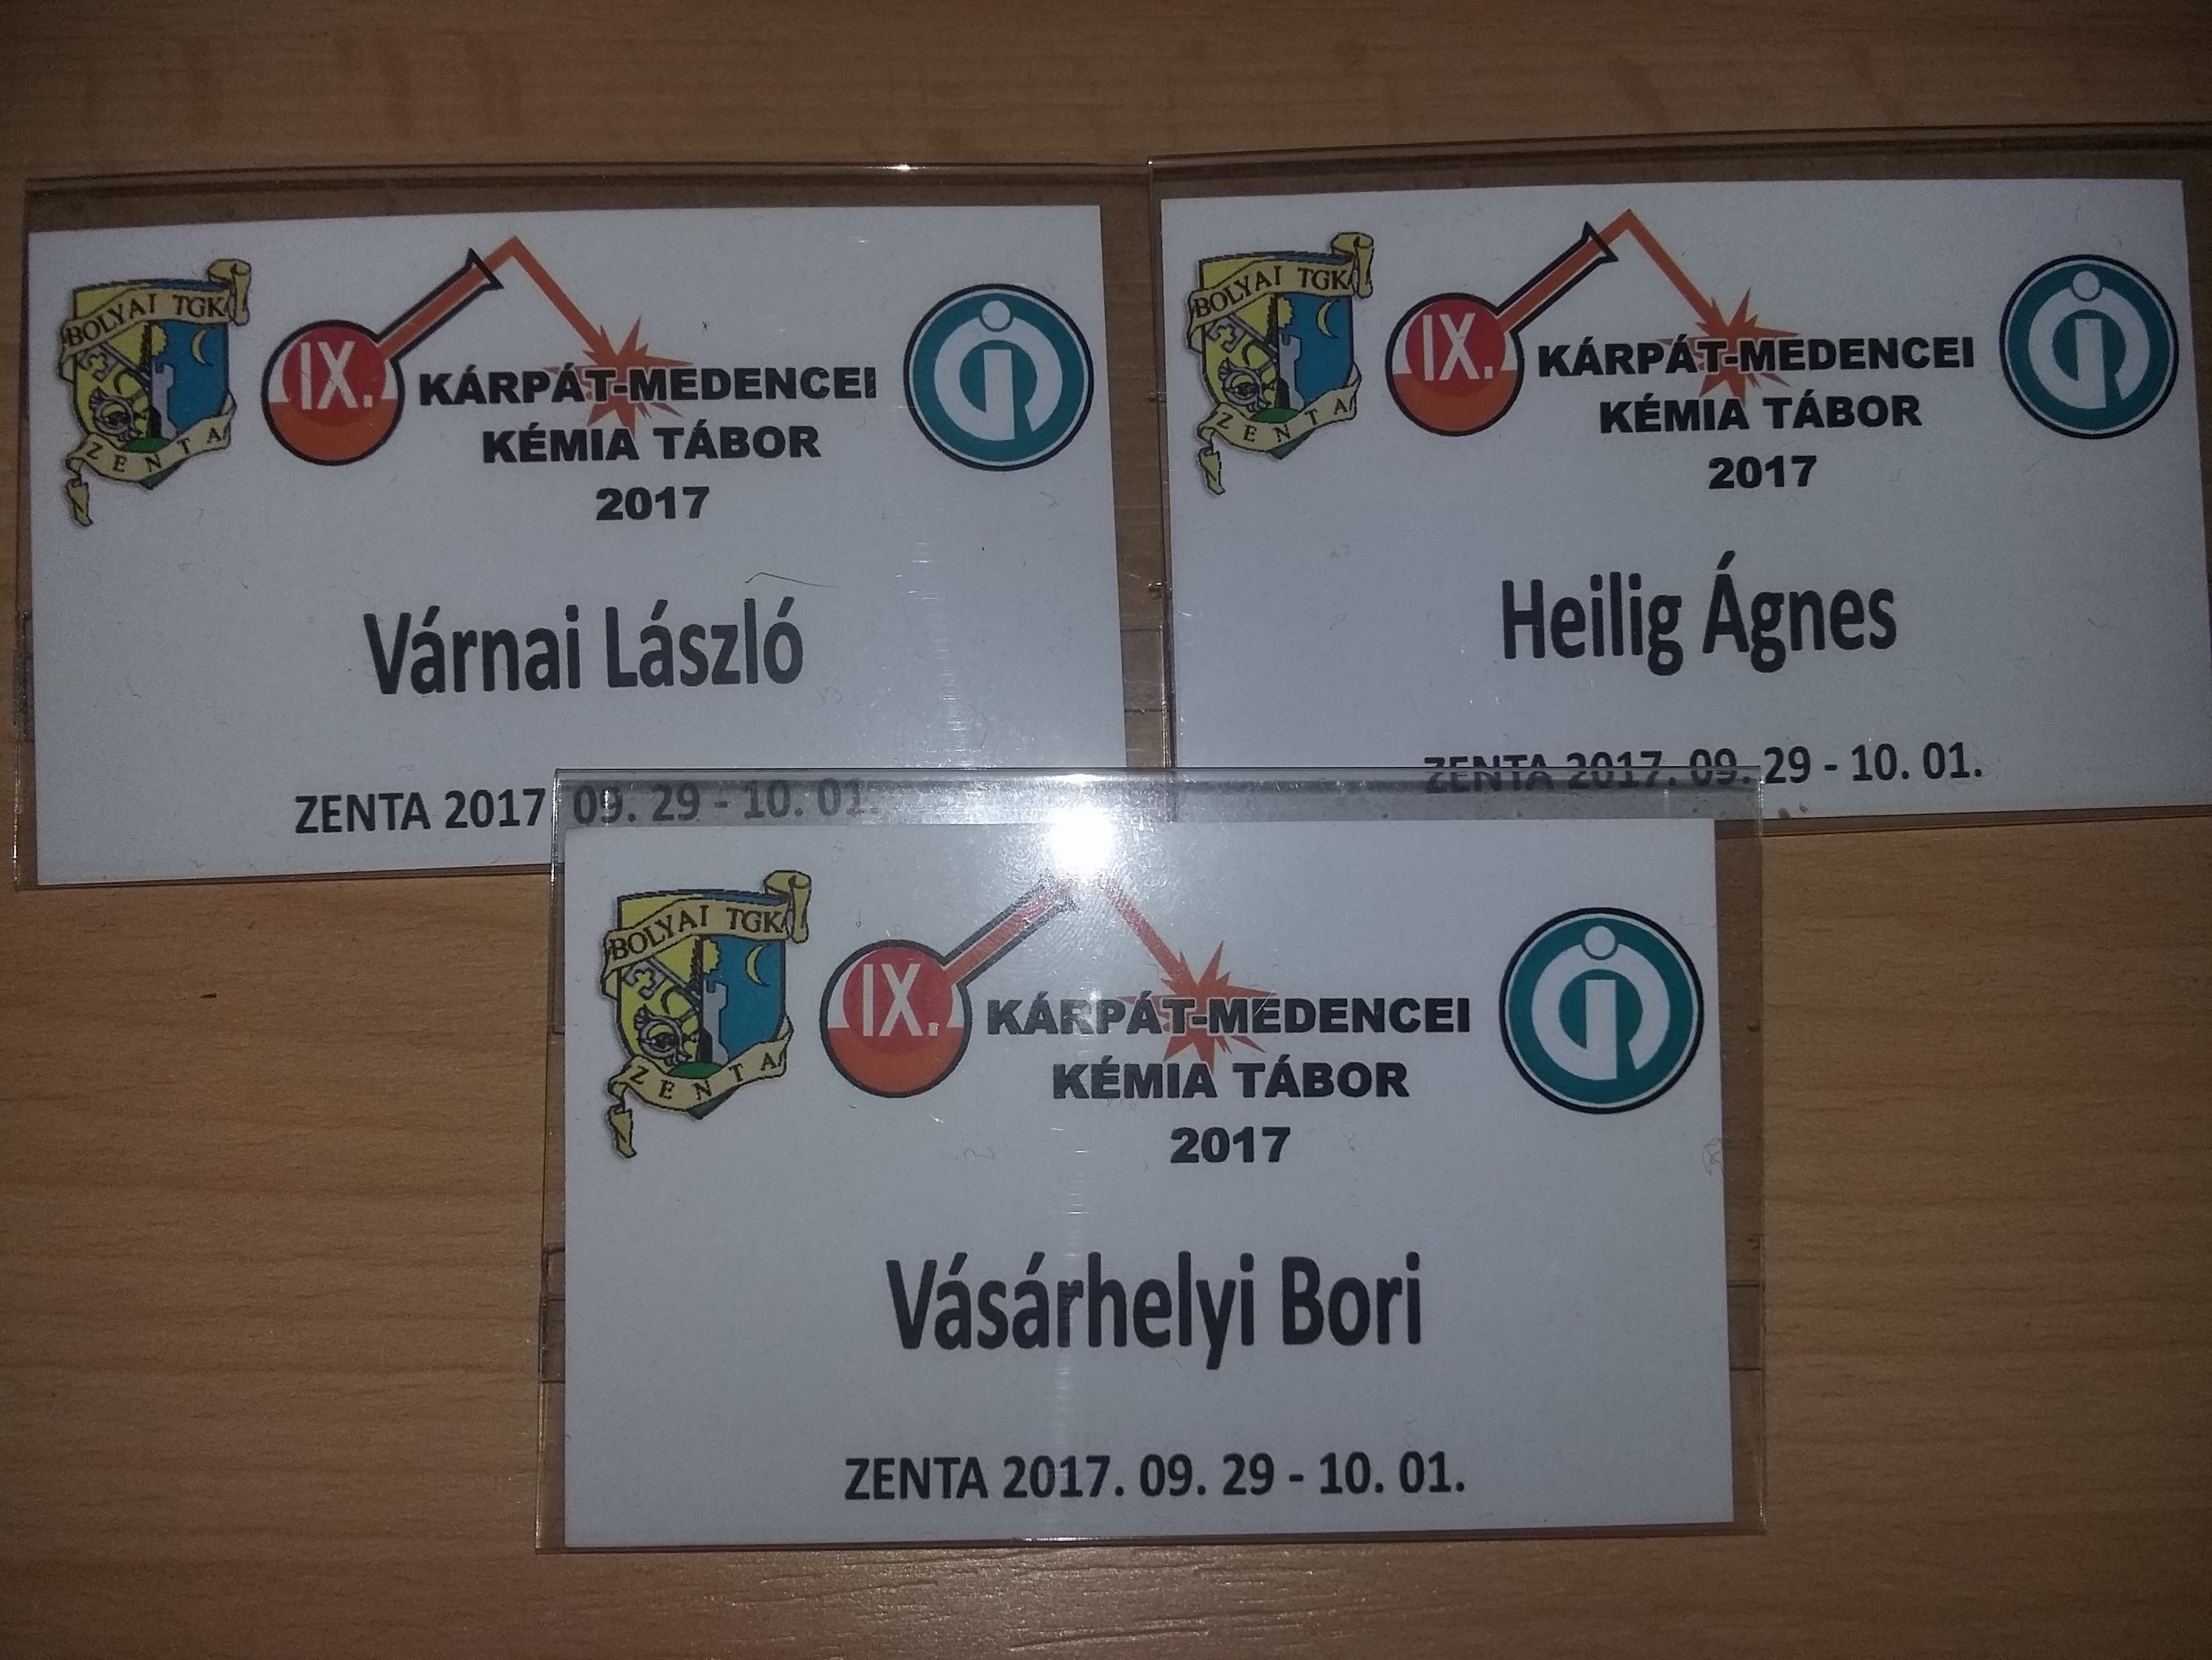 BOLYAI TGK
ZENTA
IX.
KÁRPÁT-MEDENCEI
KÉMIA TÁBOR
2017
Várnai László
ZENTA 2017. 09. 29 - 10. 01.
BOLYAI TGK
ZENTA
IX.
KÁRPÁT-MEDENCEI
KÉMIA TÁBOR
2017
Heilig Ágnes
ZENTA 2017. 09. 29 - 10. 01.
BOLYAI TGK
ZENTA
IX.
KÁRPÁT-MEDENCEI
KÉMIA TÁBOR
2017
Vásárhelyi Bori
ZENTA 2017. 09. 29 - 10. 01.